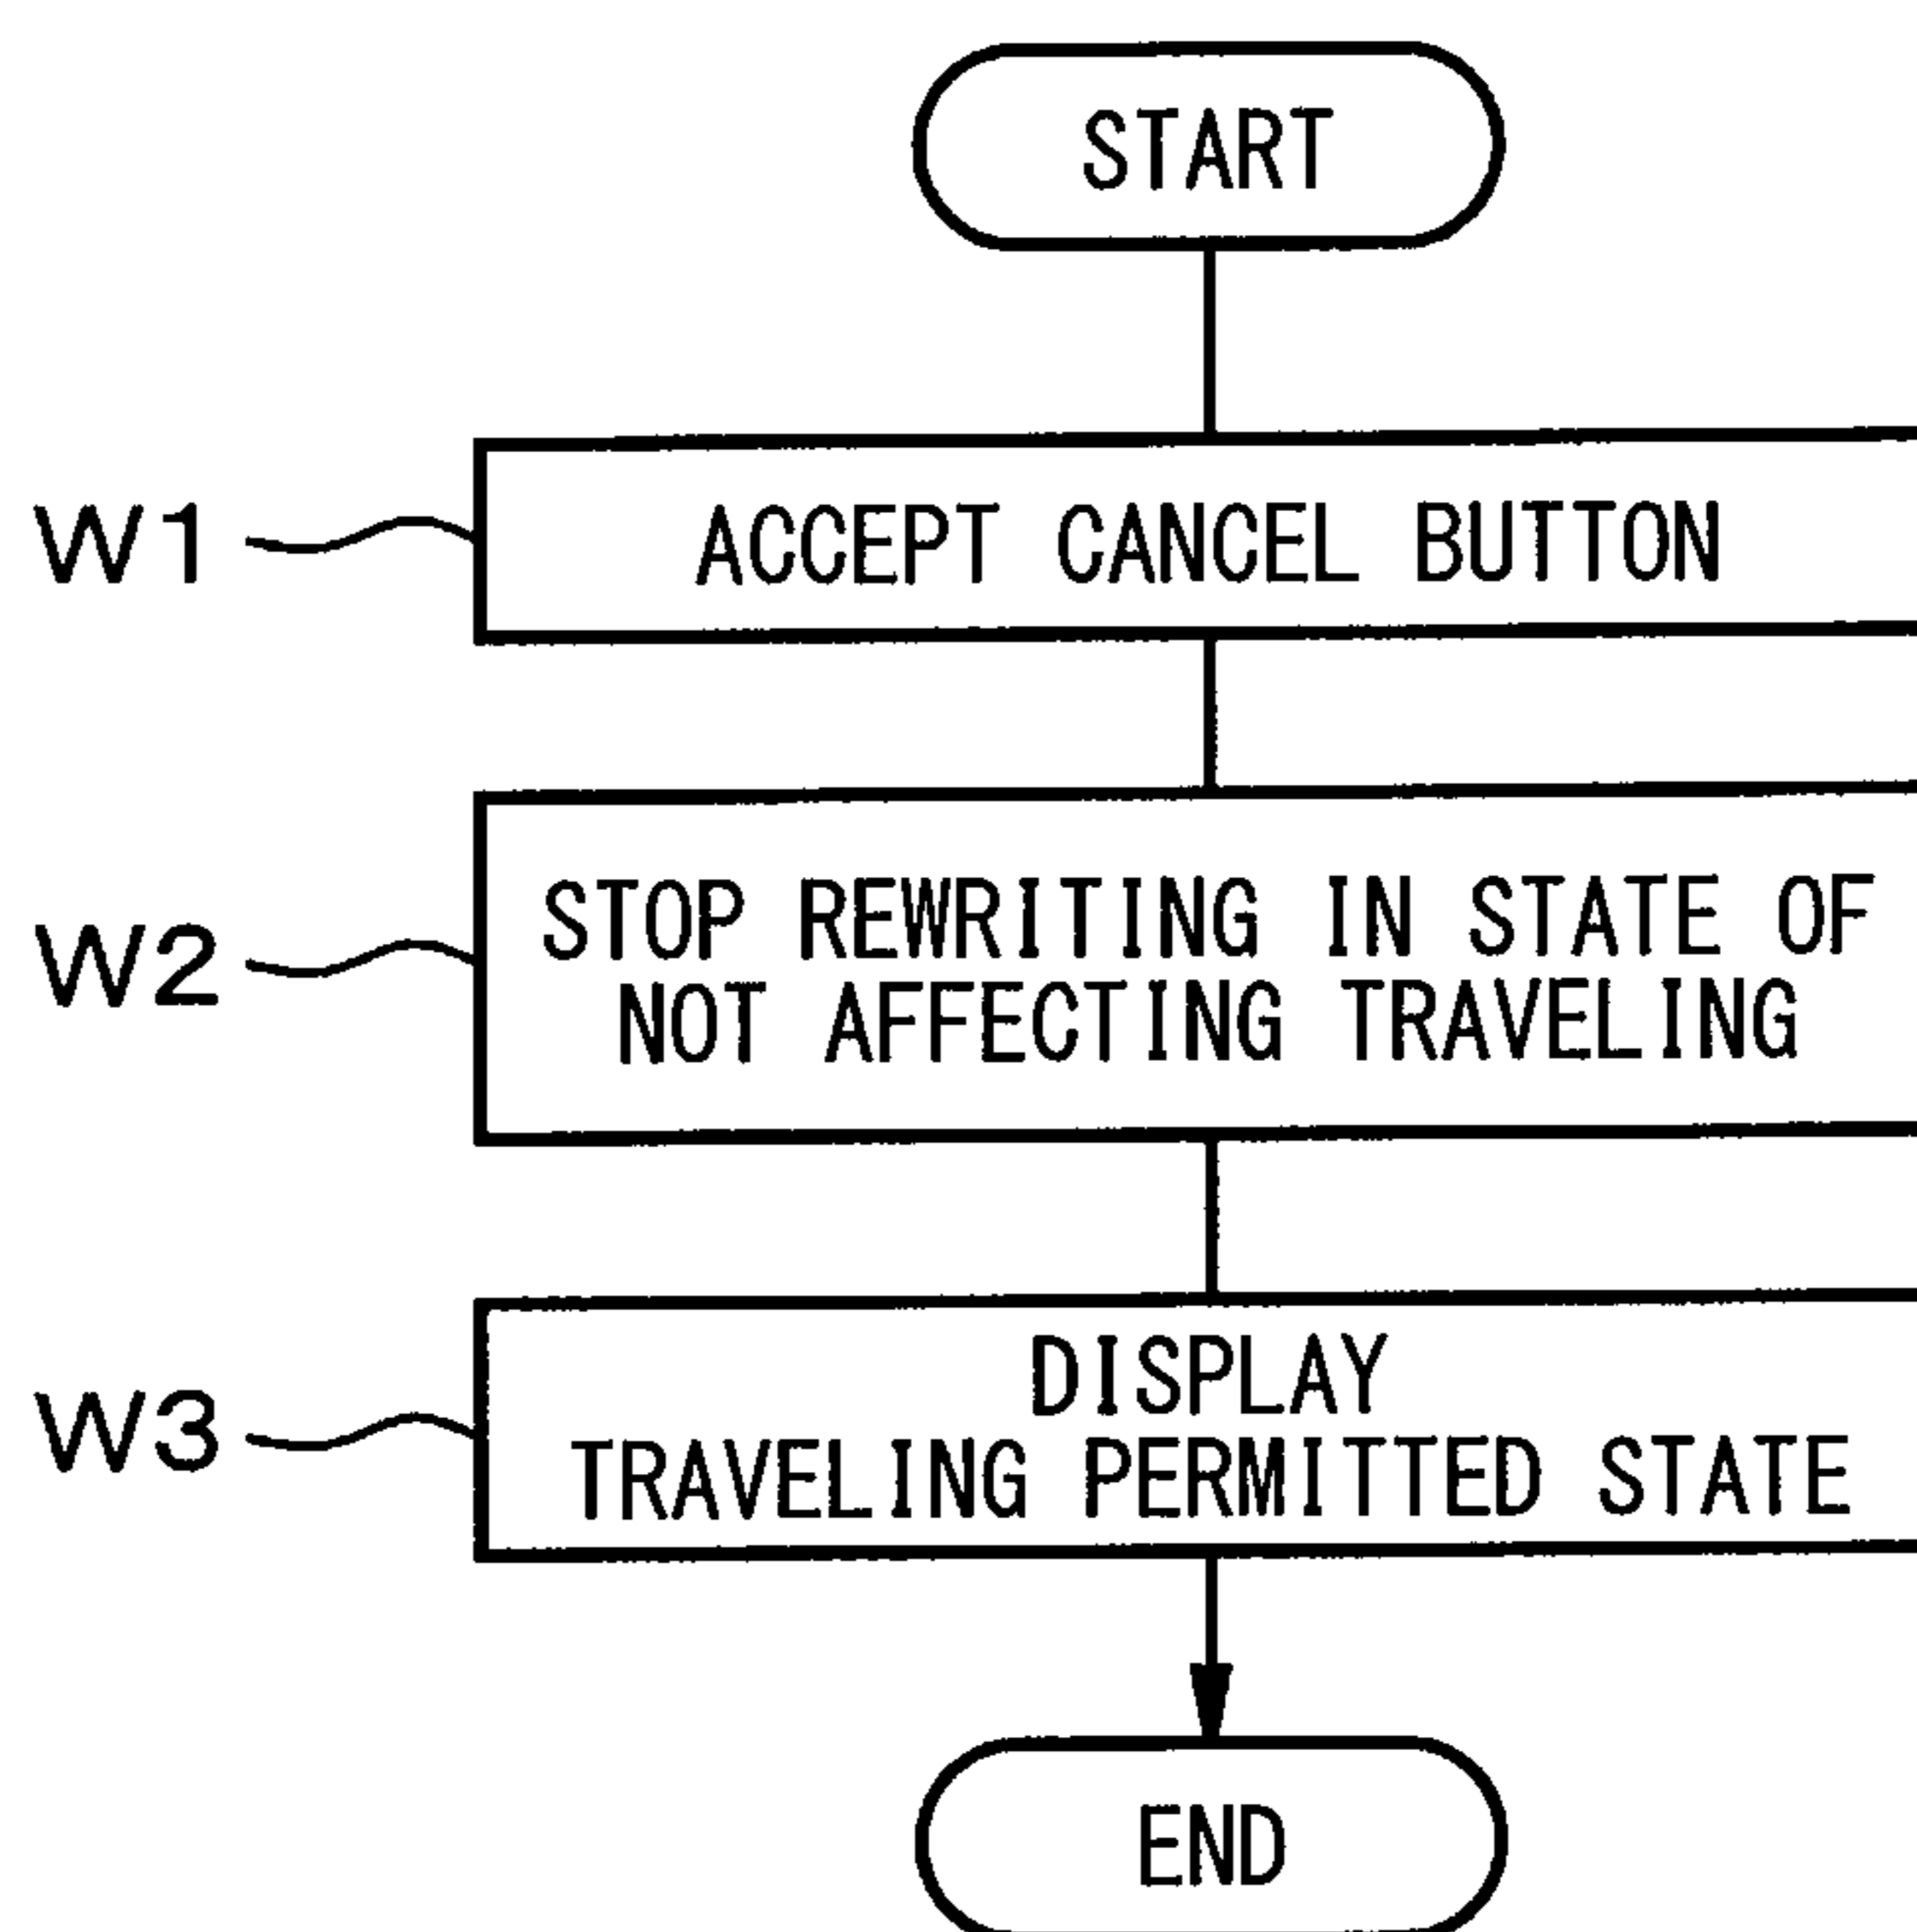 START
W1
ACCEPT CANCEL BUTTON
W2
STOP REWRITING IN STATE OF
NOT AFFECTING TRAVELING
W3
DISPLAY
TRAVELING PERMITTED STATE
END